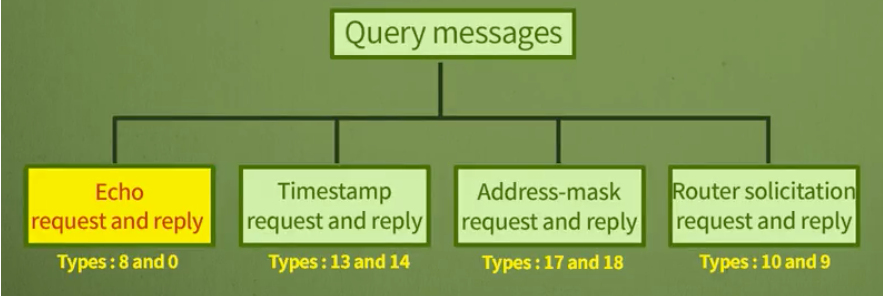 Query messages
Echo
request and reply
Timestamp
request and reply
Address-mask
request and reply
Router solicitation
request and reply
Types : 8 and 0
Types : 13 and 14
Types : 17 and 18
Types : 10 and 9